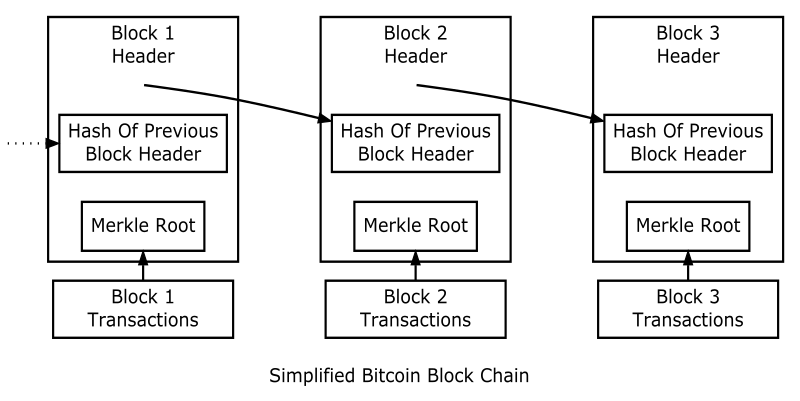 Block 1
Header
Hash Of Previous
Block Header
Merkle Root
Block 1
Transactions
Block 2
Header
Hash Of Previous
Block Header
Merkle Root
Block 2
Transactions
Block 3
Header
Hash Of Previous
Block Header
Merkle Root
Block 3
Transactions
Simplified Bitcoin Block Chain